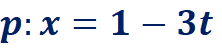 p: x = 1 − 3t